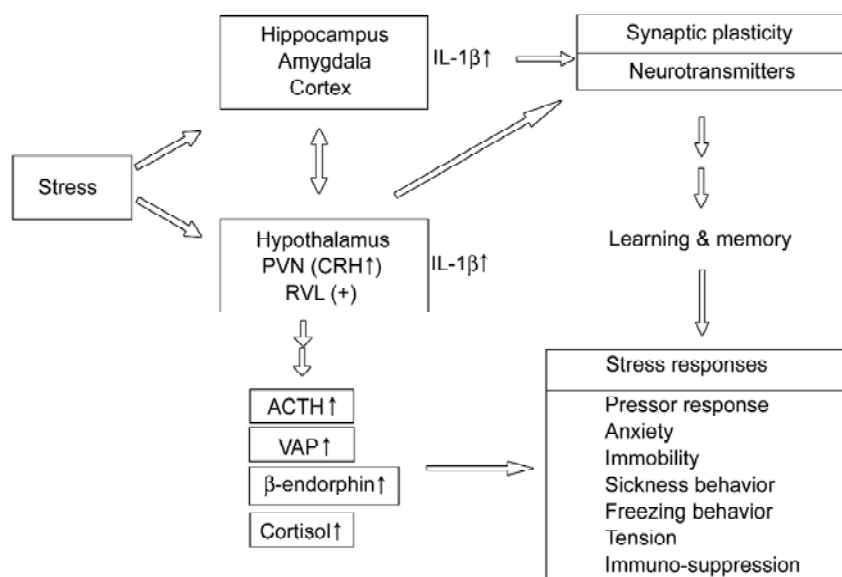 Hippocampus
Amygdala
Cortex
IL-1β↑
Synaptic plasticity
Neurotransmitters
Stress
Hypothalamus
PVN (CRH↑)
RVL (+)
IL-1β↑
Learning & memory
ACTH↑
VAP↑
β-endorphin↑
Cortisol↑
Stress responses
Pressor response
Anxiety
Immobility
Sickness behavior
Freezing behavior
Tension
Immuno-suppression